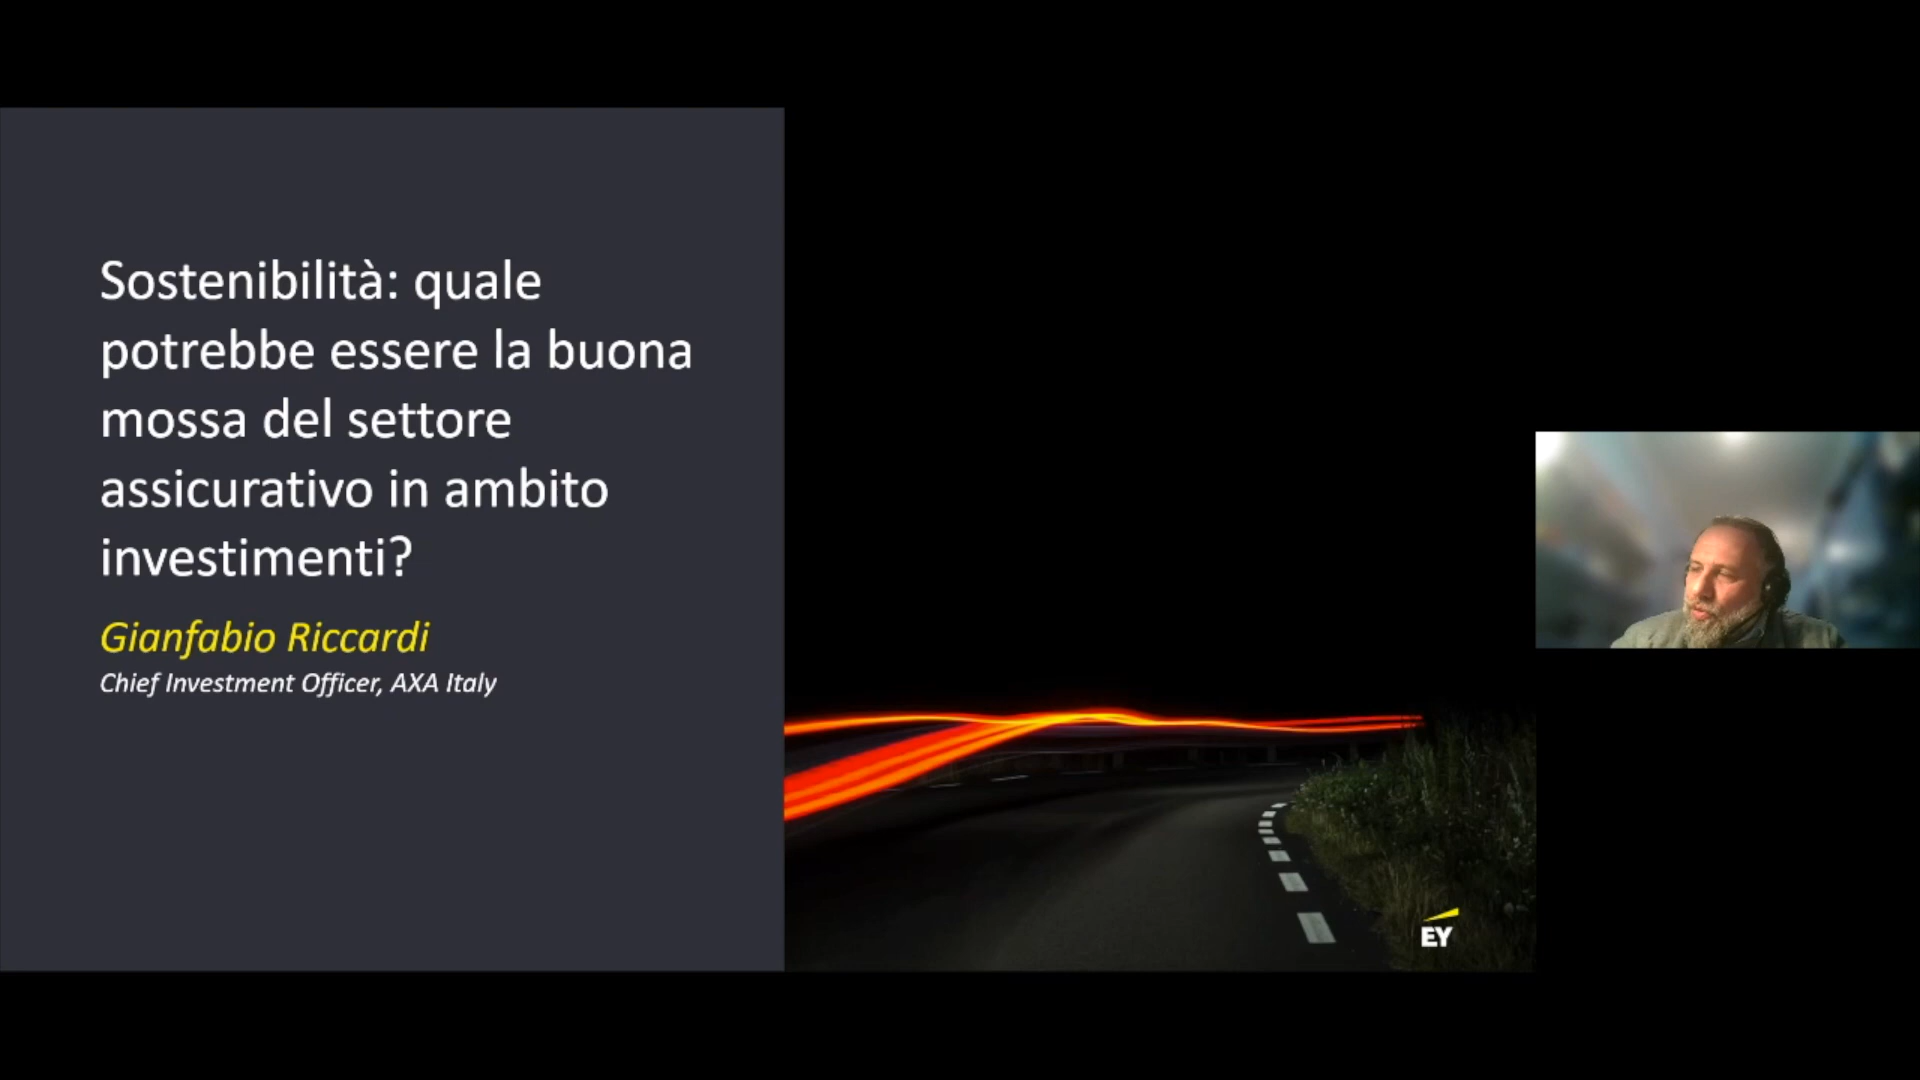 Sostenibilità: quale
potrebbe essere la buona
mossa del settore
assicurativo in ambito
investimenti?
Gianfabio Riccardi
Chief Investment Officer, AXA Italy
EY